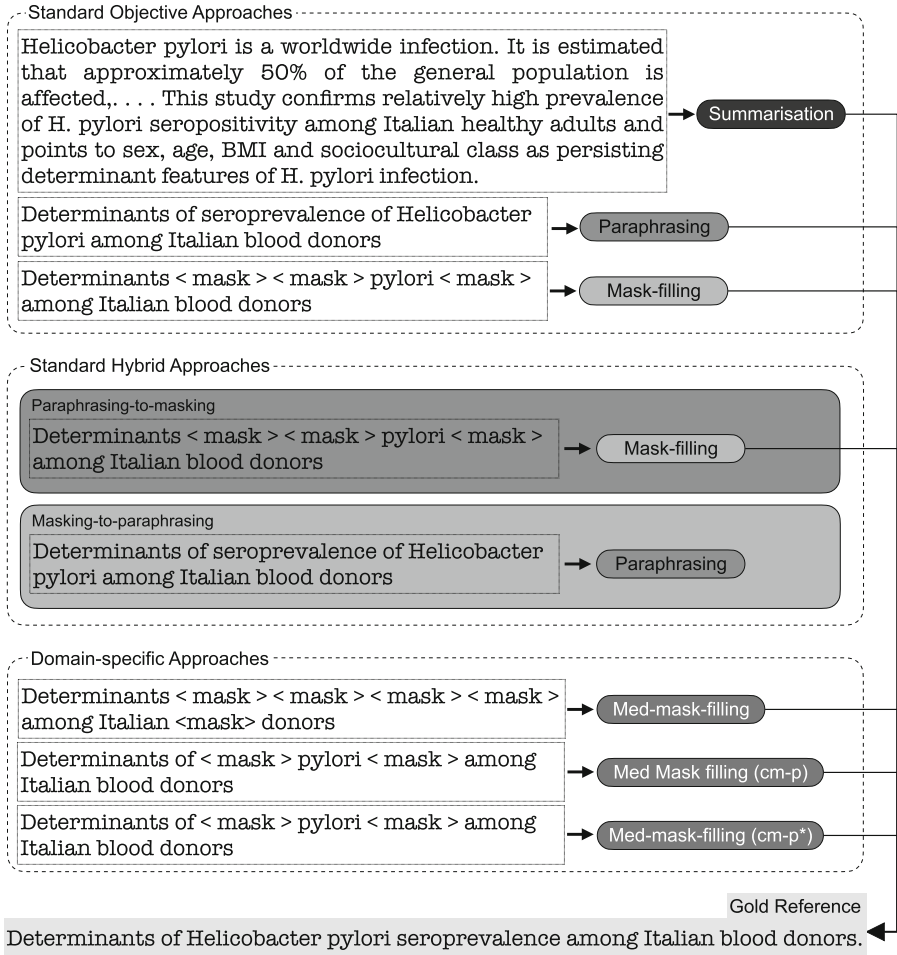 Standard Objective Approaches
Helicobacter pylori is a worldwide infection. It is estimated
that approximately 50% of the general population is
affected,. . . . This study confirms relatively high prevalence
of H. pylori seropositivity among Italian healthy adults and
points to sex, age, BMI and sociocultural class as persisting
determinant features of H. pylori infection.
Summarisation
Determinants of seroprevalence of Helicobacter
pylori among Italian blood donors
Paraphrasing
Determinants < mask > < mask > pylori < mask >
among Italian blood donors
Mask-filling
Standard Hybrid Approaches
Paraphrasing-to-masking
Determinants < mask > < mask > pylori < mask >
among Italian blood donors
Mask-filling
Masking-to-paraphrasing
Determinants of seroprevalence of Helicobacter
pylori among Italian blood donors
Paraphrasing
Domain-specific Approaches
Determinants < mask > < mask > < mask > < mask >
among Italian <mask> donors
Med-mask-filling
Determinants of < mask > pylori < mask > among
Italian blood donors
Med Mask filling (cm-p)
Determinants of < mask > pylori < mask > among
Italian blood donors
Med-mask-filling (cm-p*)
Gold Reference
Determinants of Helicobacter pylori seroprevalence among Italian blood donors.